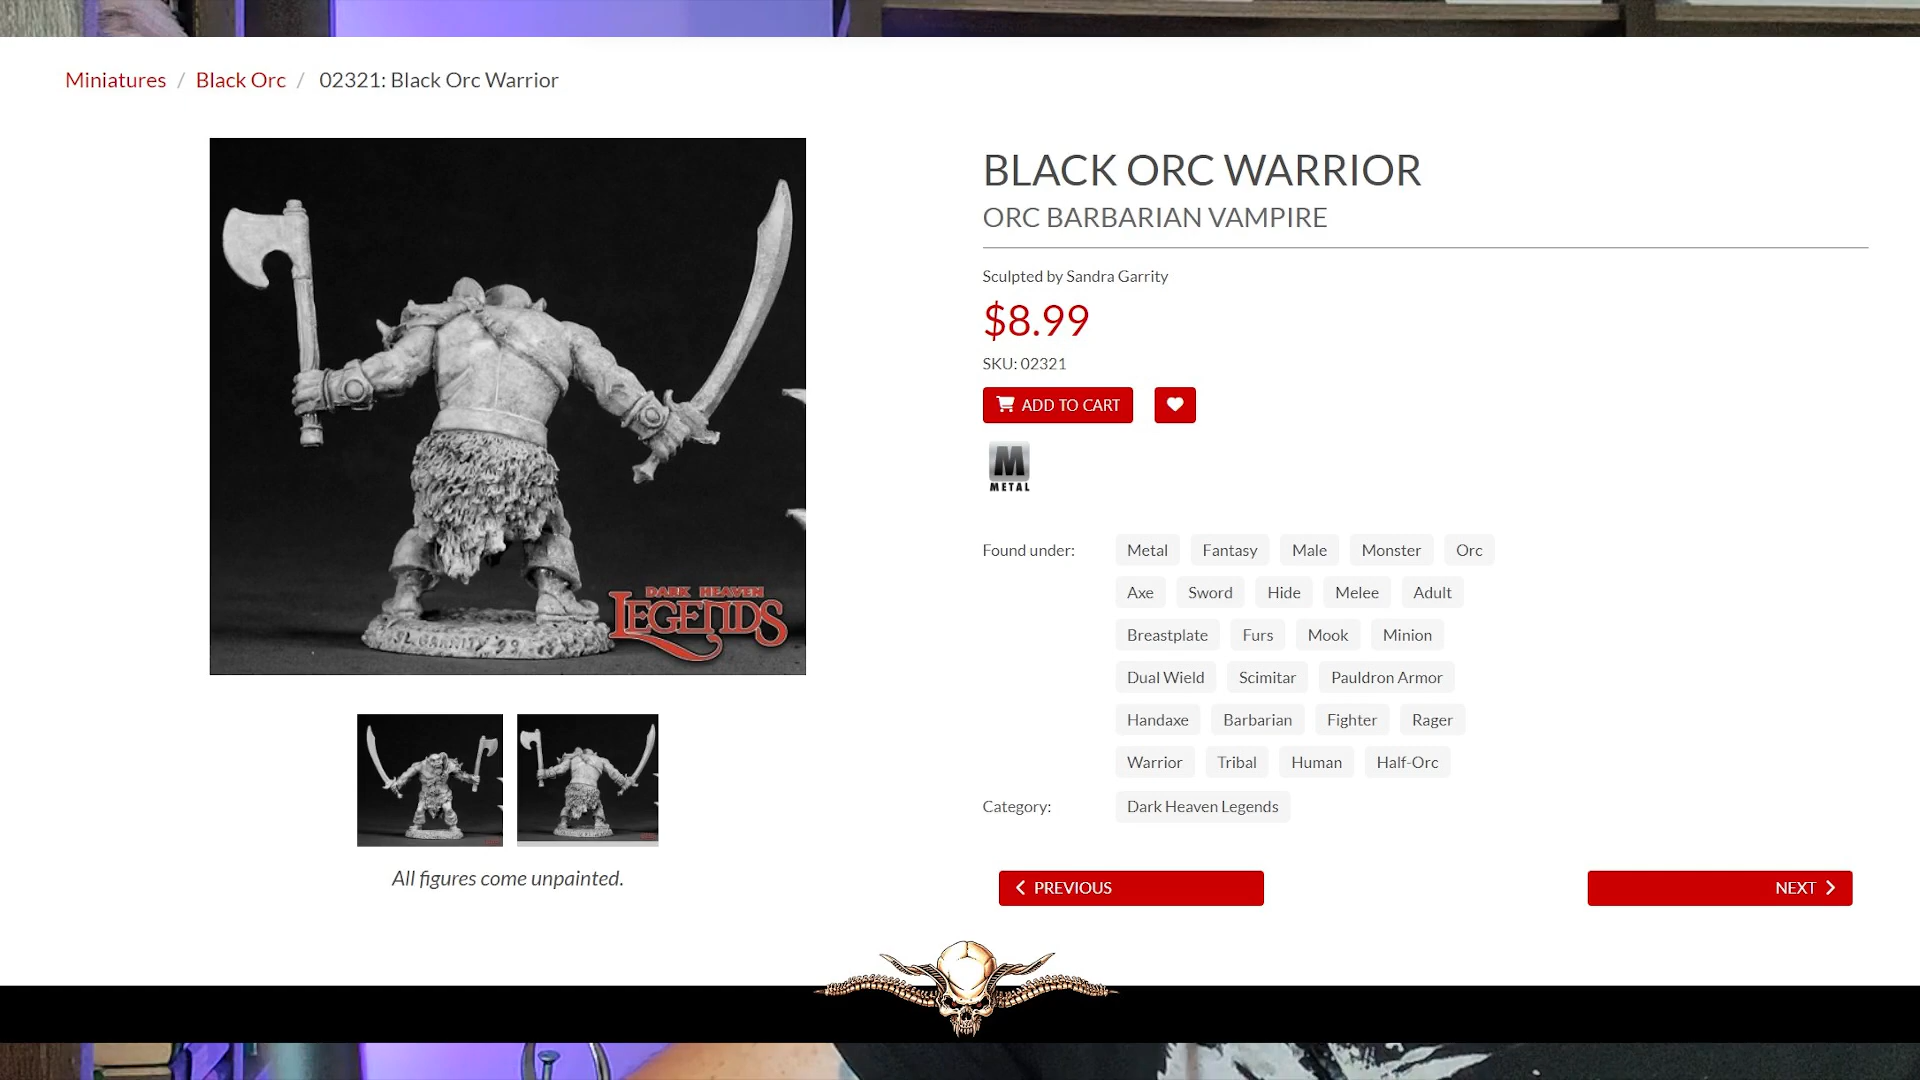 Miniatures / Black Orc / 02321: Black Orc Warrior
BLACK ORC WARRIOR
ORC BARBARIAN VAMPIRE
Sculpted by Sandra Garrity
$8.99
SKU: 02321
ADD TO CART
M
METAL
Found under: Metal Fantasy Male Monster Orc
Axe Sword Hide Melee Adult
Breastplate Furs Mook Minion
Dual Wield Scimitar Pauldron Armor
Handaxe Barbarian Fighter Rager
Warrior Tribal Human Half-Orc
Category: Dark Heaven Legends
DARK HEAVEN
LEGENDS
All figures come unpainted.
PREVIOUS
NEXT